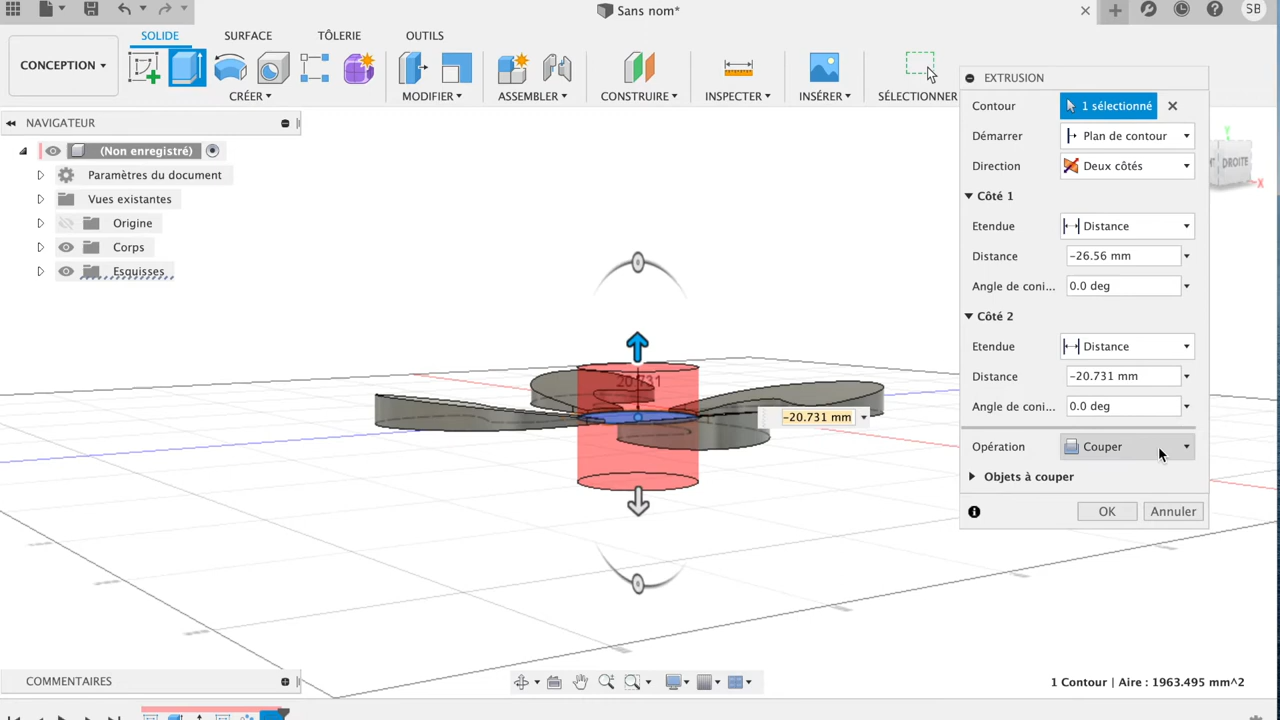 Sans nom*
SB
CONCEPTION
SOLIDE
SURFACE
TÔLERIE
OUTILS
CRÉER
MODIFIER
ASSEMBLER
CONSTRUIRE
INSPECTER
INSÉRER
SÉLECTIONNER
NAVIGATEUR
(Non enregistré)
Paramètres du document
Vues existantes
Origine
Corps
Esquisses
EXTRUSION
Contour
1 sélectionné
Démarrer
Plan de contour
Direction
Deux côtés
Côté 1
Etendue
Distance
Distance
-26.56 mm
Angle de coni...
0.0 deg
Côté 2
Etendue
Distance
Distance
-20.731 mm
Angle de coni...
0.0 deg
Opération
Couper
Objets à couper
OK
Annuler
DROITE
Y
-X
20.731
-20.731 mm
COMMENTAIRES
1 Contour | Aire : 1963.495 mm^2